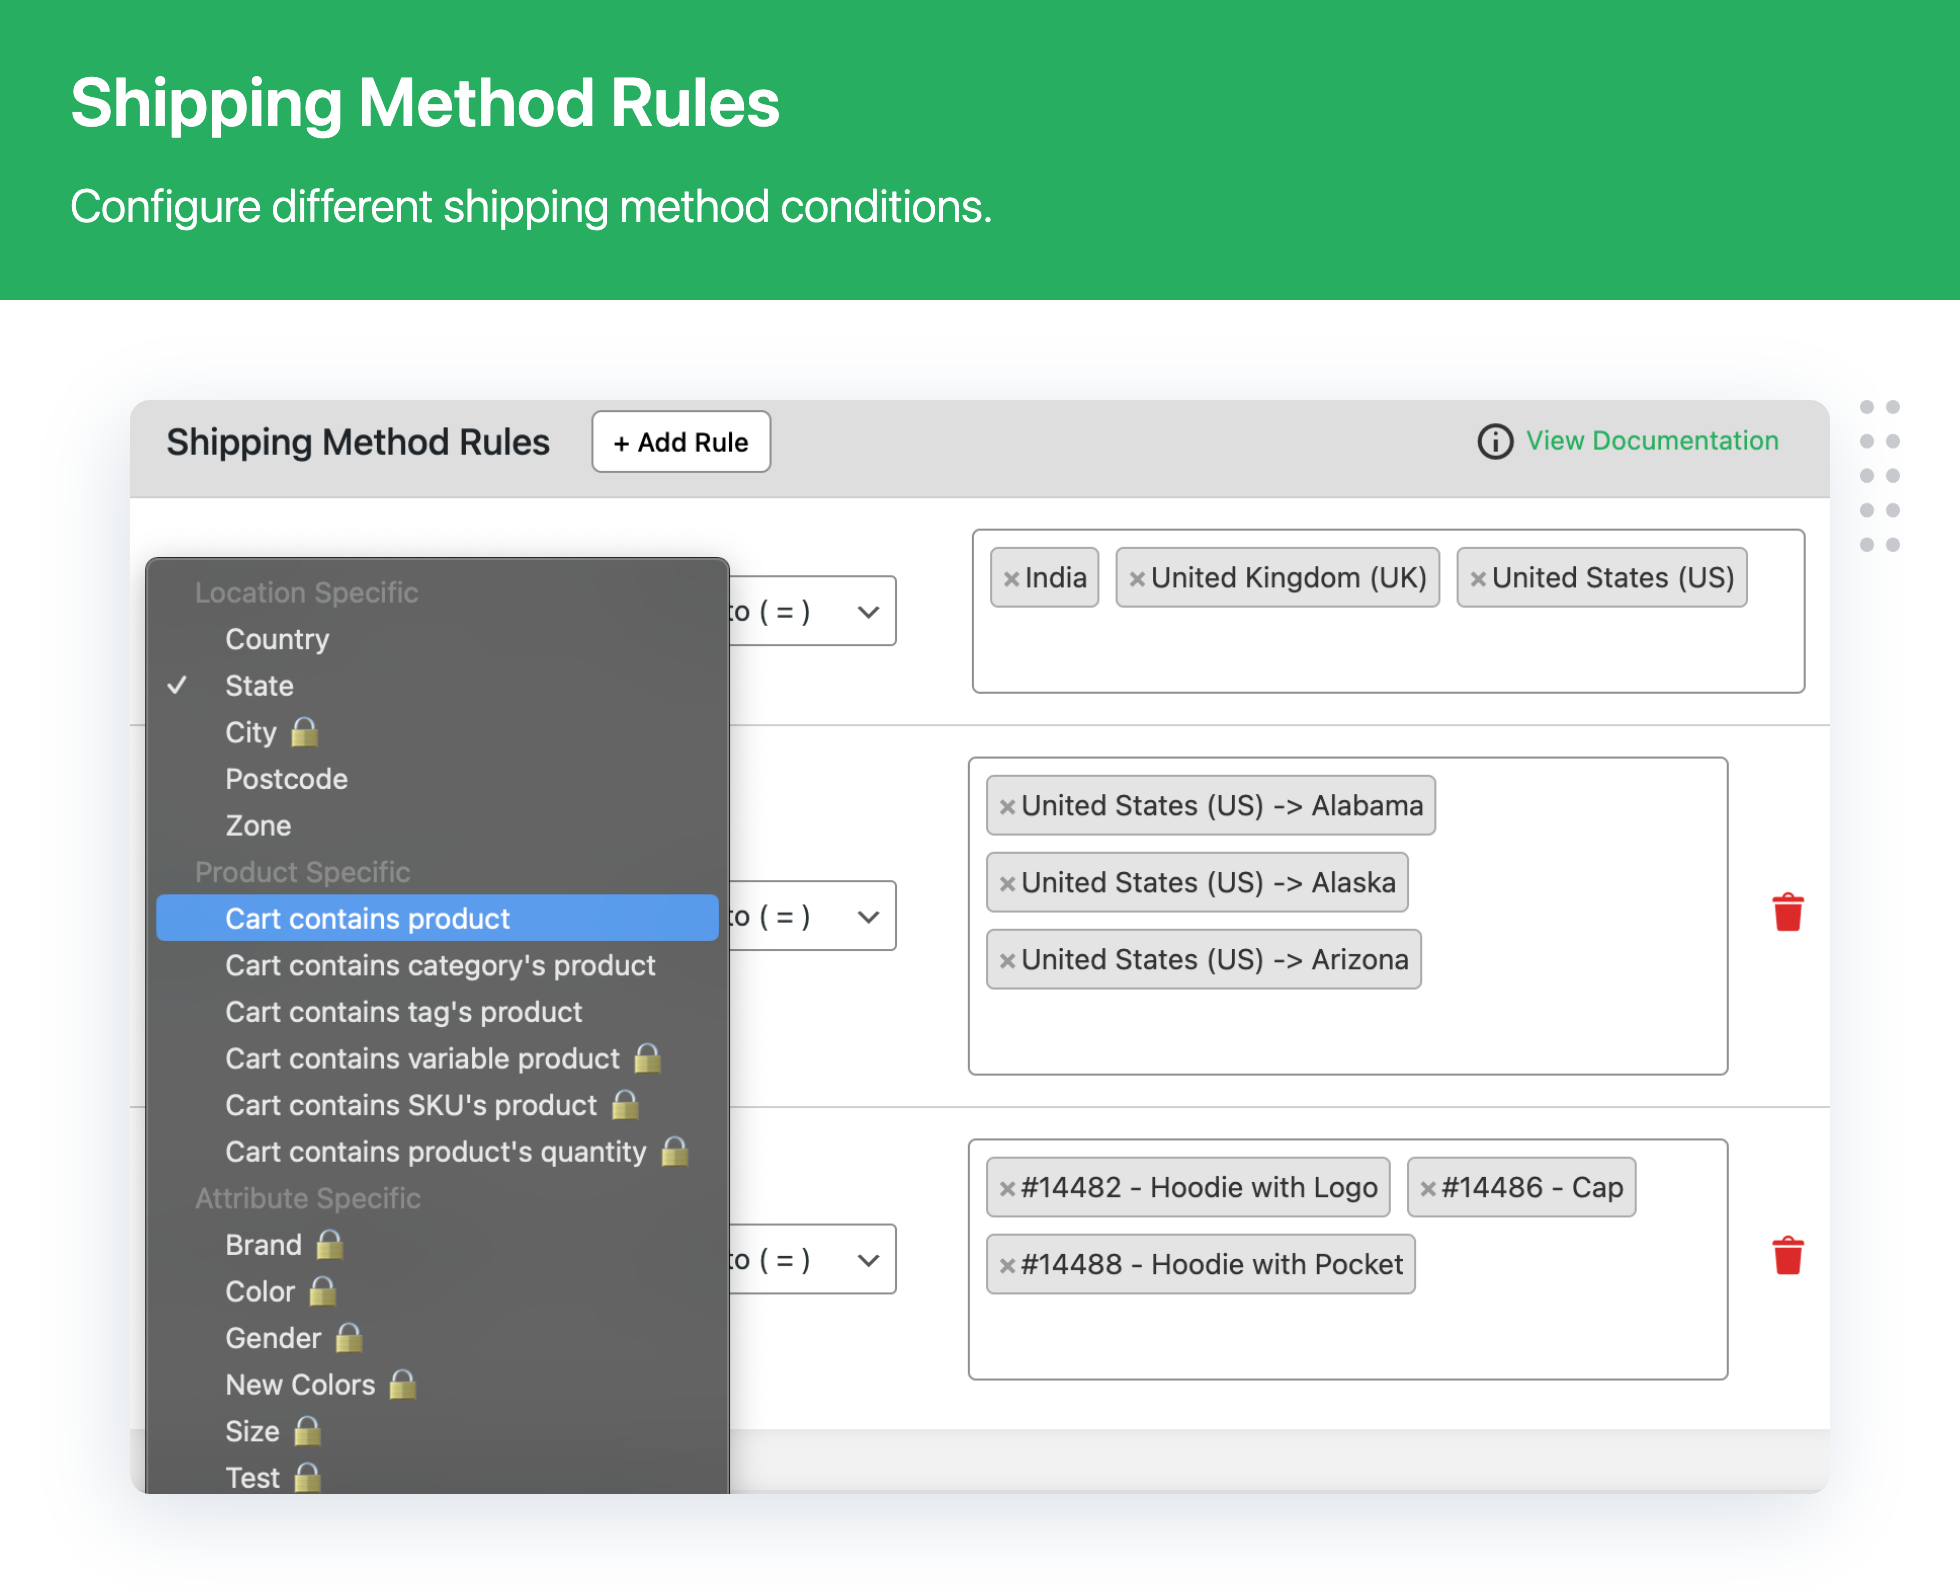 Shipping Method Rules
Configure different shipping method conditions.
Shipping Method Rules
+ Add Rule
View Documentation
Location Specific
Country
✓ State
City
Postcode
Zone
Product Specific
Cart contains product
Cart contains category's product
Cart contains tag's product
Cart contains variable product
Cart contains SKU's product
Cart contains product's quantity
Attribute Specific
Brand
Color
Gender
New Colors
Size
Test
to ( = )
× India × United Kingdom (UK) × United States (US)
to ( = )
× United States (US) -> Alabama
× United States (US) -> Alaska
× United States (US) -> Arizona
to ( = )
× #14482 - Hoodie with Logo × #14486 - Cap
× #14488 - Hoodie with Pocket